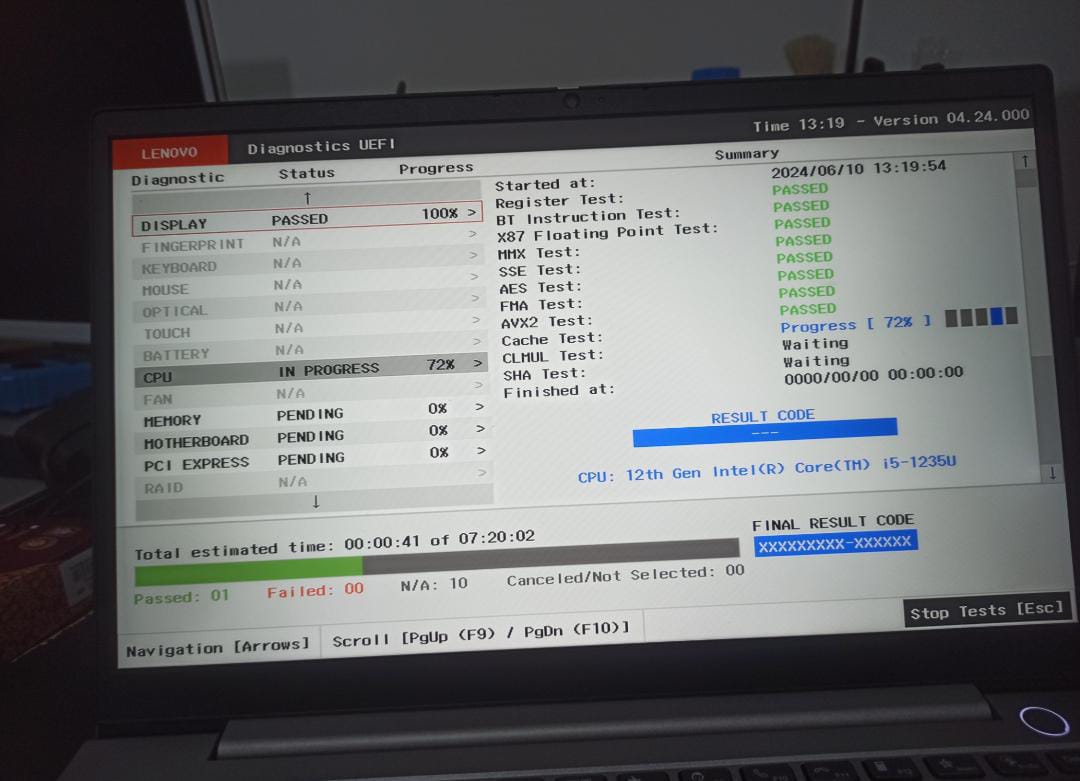 LENOVO Diagnostics UEFI Time 13:19 - Version 04.24.000
Diagnostic Status Progress
↑
DISPLAY PASSED 100% >
FINGERPRINT N/A >
KEYBOARD N/A >
MOUSE N/A >
OPTICAL N/A >
TOUCH N/A >
BATTERY N/A >
CPU IN PROGRESS 72% >
FAN N/A >
MEMORY PENDING 0% >
MOTHERBOARD PENDING 0% >
PCI EXPRESS PENDING 0% >
RAID N/A >
↓
Summary
Started at: 2024/06/10 13:19:54
Register Test: PASSED
BT Instruction Test: PASSED
X87 Floating Point Test: PASSED
MMX Test: PASSED
SSE Test: PASSED
AES Test: PASSED
FMA Test: PASSED
AVX2 Test: PASSED
Cache Test: Progress [ 72% ]
CLMUL Test: Waiting
SHA Test: Waiting
Finished at: 0000/00/00 00:00:00
RESULT CODE
---
CPU: 12th Gen Intel(R) Core(TM) i5-1235U
↑
↓
Total estimated time: 00:00:41 of 07:20:02
Passed: 01 Failed: 00 N/A: 10 Canceled/Not Selected: 00
FINAL RESULT CODE
XXXXXXXXX-XXXXXX
Navigation [Arrows] Scroll [PgUp (F9) / PgDn (F10)] Stop Tests [Esc]